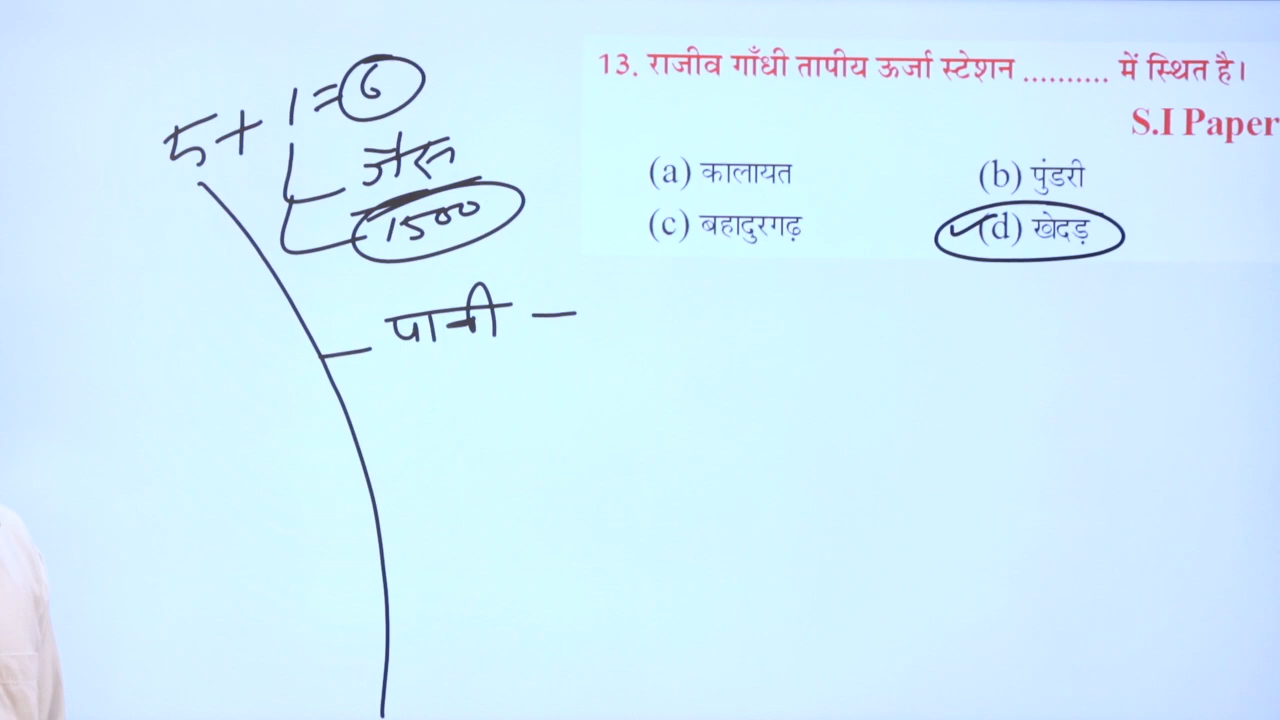 13. राजीव गाँधी तापीय ऊर्जा स्टेशन .......... में स्थित है।
S.I Paper
(a) कालायत
(b) पुंडरी
(c) बहादुरगढ़
(d) खेदड़
5 + 1 = 6
1500
पानी –